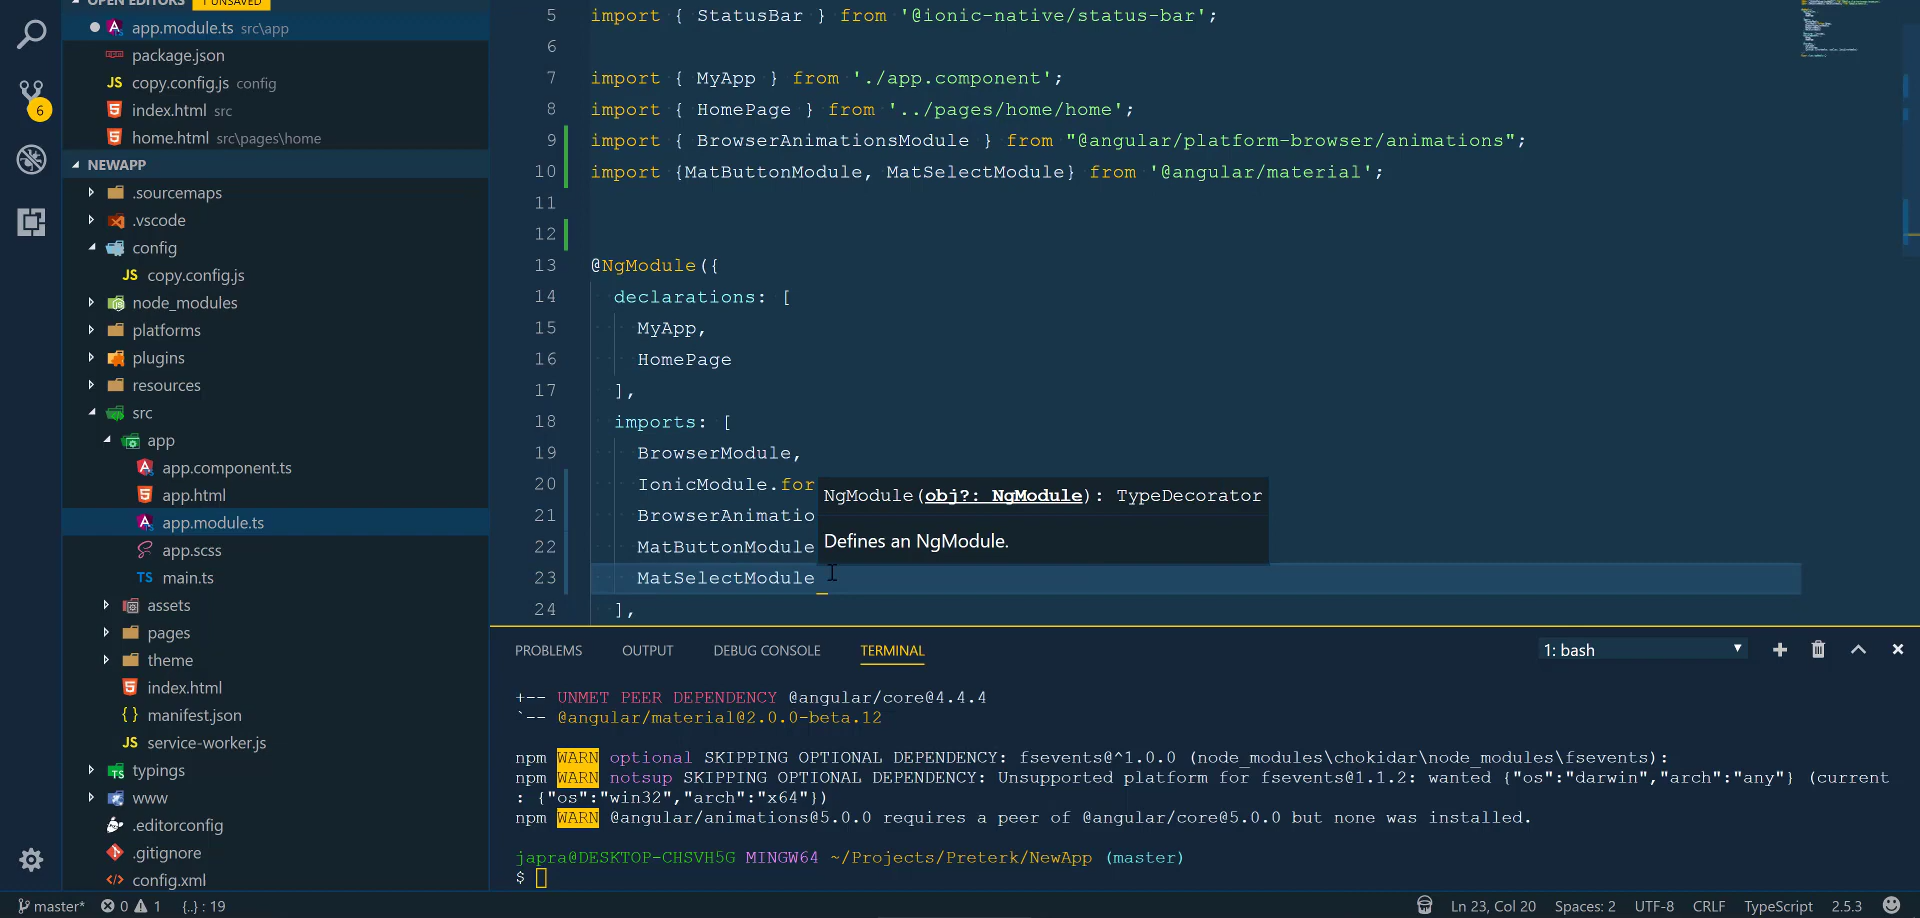 OPEN EDITORS 1 UNSAVED
app.module.ts src\app
package.json
copy.config.js config
index.html src
home.html src\pages\home
NEWAPP
.sourcemaps
.vscode
config
JS copy.config.js
node_modules
platforms
plugins
resources
src
app
app.component.ts
app.html
app.module.ts
app.scss
TS main.ts
assets
pages
theme
index.html
{} manifest.json
JS service-worker.js
typings
www
.editorconfig
.gitignore
config.xml
6
5 import { StatusBar } from '@ionic-native/status-bar';
6
7 import { MyApp } from './app.component';
8 import { HomePage } from '../pages/home/home';
9 import { BrowserAnimationsModule } from "@angular/platform-browser/animations";
10 import {MatButtonModule, MatSelectModule} from '@angular/material';
11
12
13 @NgModule({
14 declarations: [
15 MyApp,
16 HomePage
17 ],
18 imports: [
19 BrowserModule,
20 IonicModule.for
21 BrowserAnimatio
22 MatButtonModule
23 MatSelectModule
24 ],
NgModule(obj?: NgModule): TypeDecorator
Defines an NgModule.
PROBLEMS OUTPUT DEBUG CONSOLE TERMINAL 1: bash
+-- UNMET PEER DEPENDENCY @angular/core@4.4.4
`-- @angular/material@2.0.0-beta.12
npm WARN optional SKIPPING OPTIONAL DEPENDENCY: fsevents@^1.0.0 (node_modules\chokidar\node_modules\fsevents):
npm WARN notsup SKIPPING OPTIONAL DEPENDENCY: Unsupported platform for fsevents@1.1.2: wanted {"os":"darwin","arch":"any"} (current
: {"os":"win32","arch":"x64"})
npm WARN @angular/animations@5.0.0 requires a peer of @angular/core@5.0.0 but none was installed.
japra@DESKTOP-CHSVH5G MINGW64 ~/Projects/Preterk/NewApp (master)
$
master* 0 1 {..} : 19 Ln 23, Col 20 Spaces: 2 UTF-8 CRLF TypeScript 2.5.3